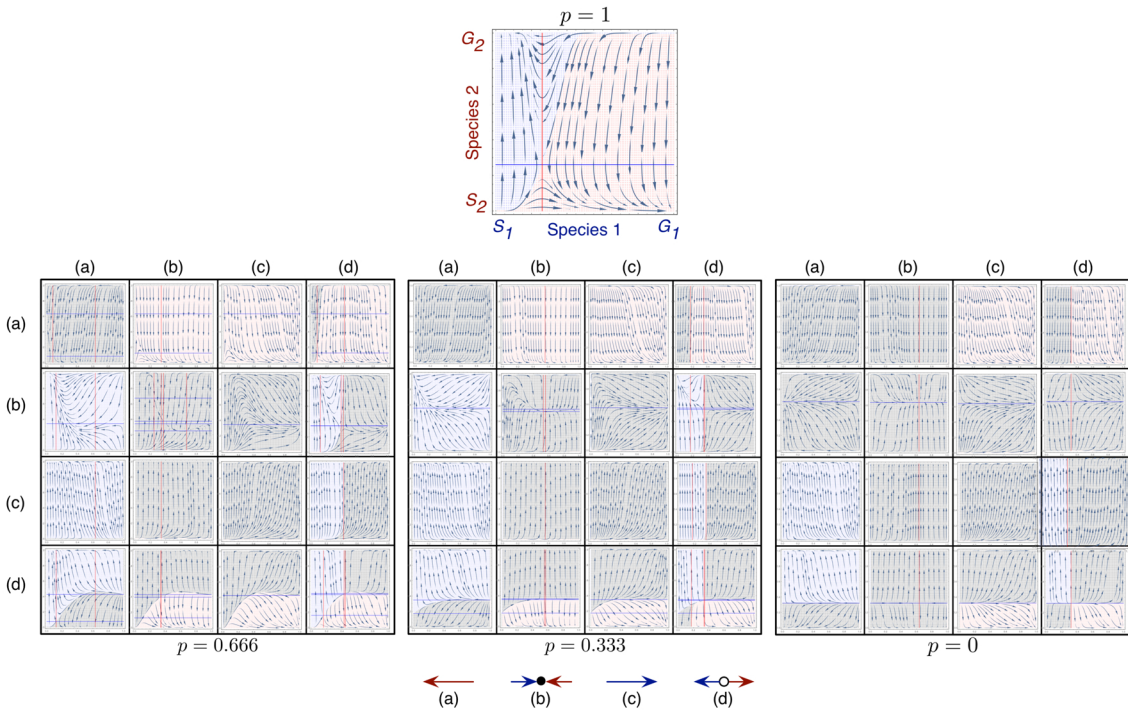 p = 1
G2
Species 2
S2
S1 Species 1 G1
(a) (b) (c) (d) (a) (b) (c) (d) (a) (b) (c) (d)
(a)
(b)
(c)
(d)
p = 0.666 p = 0.333 p = 0
(a) (b) (c) (d)